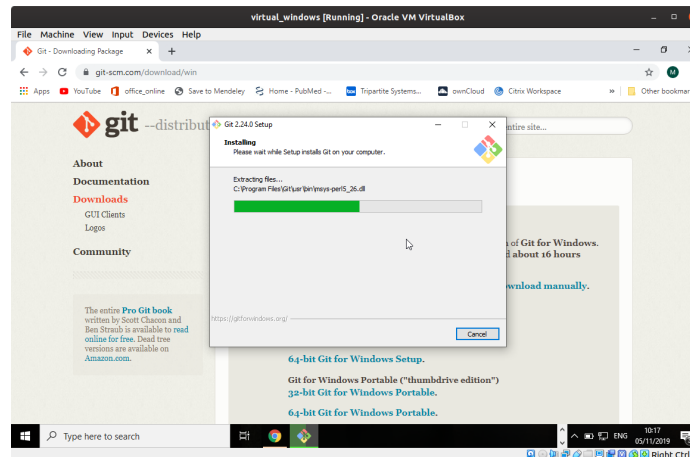 virtual_windows [Running] - Oracle VM VirtualBox
File Machine View Input Devices Help
Git - Downloading Package
git-scm.com/download/win
M
Apps YouTube office_online Save to Mendeley Home - PubMed -... Tripartite Systems... ownCloud Citrix Workspace » Other bookmar
git --distribut
entire site...
Git 2.24.0 Setup
Installing
Please wait while Setup installs Git on your computer.
Extracting files...
C:\Program Files\Git\usr\bin\msys-perl5_26.dll
https://gitforwindows.org/
Cancel
About
Documentation
Downloads
GUI Clients
Logos
Community
The entire Pro Git book
written by Scott Chacon and
Ben Straub is available to read
online for free. Dead tree
versions are available on
Amazon.com.
of Git for Windows.
d about 16 hours
ownload manually.
64-bit Git for Windows Setup.
Git for Windows Portable ("thumbdrive edition")
32-bit Git for Windows Portable.
64-bit Git for Windows Portable.
Type here to search
ENG
10:17
05/11/2019
Right Ctrl